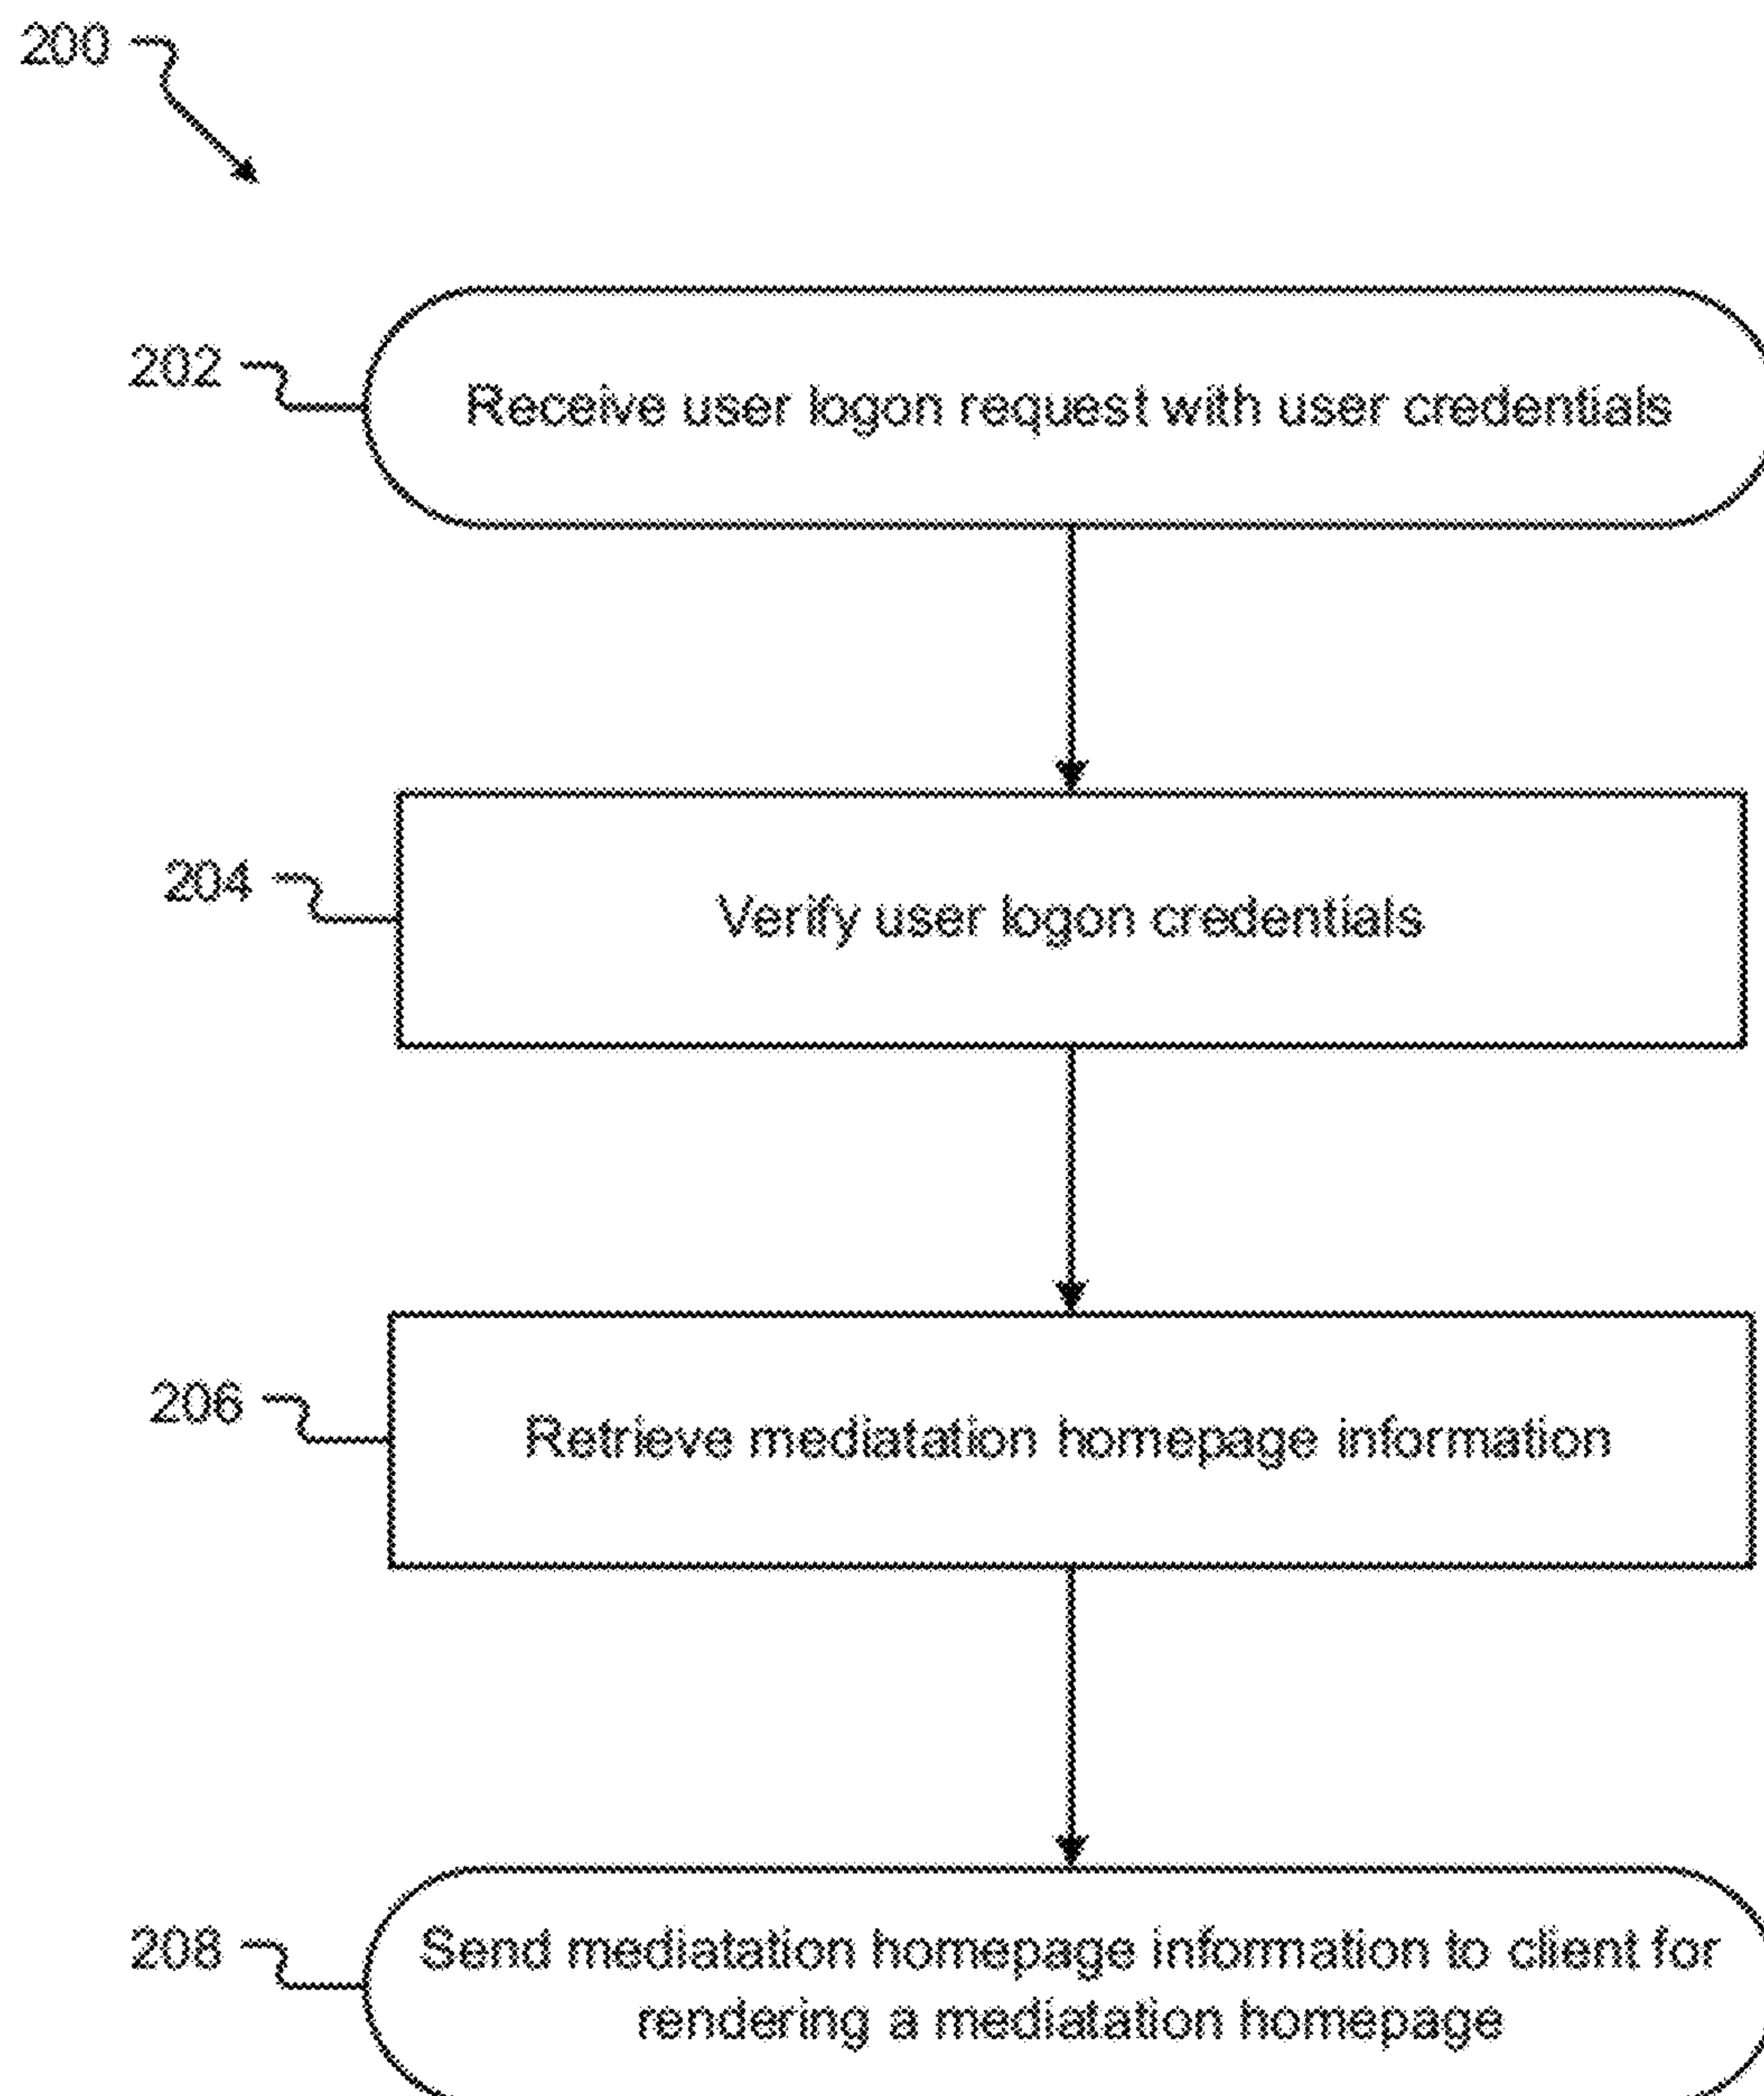 200
202
Receive user logon request with user credentials
204
Verify user logon credentials
206
Retrieve mediatation homepage information
208
Send mediatation homepage information to client for
rendering a mediatation homepage